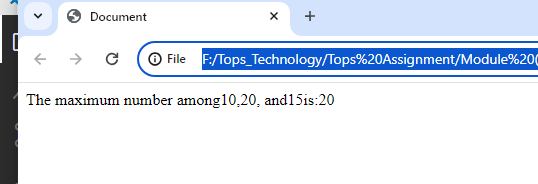 Document
File
F:/Tops_Technology/Tops%20Assignment/Module%20(
The maximum number among10,20, and15is:20